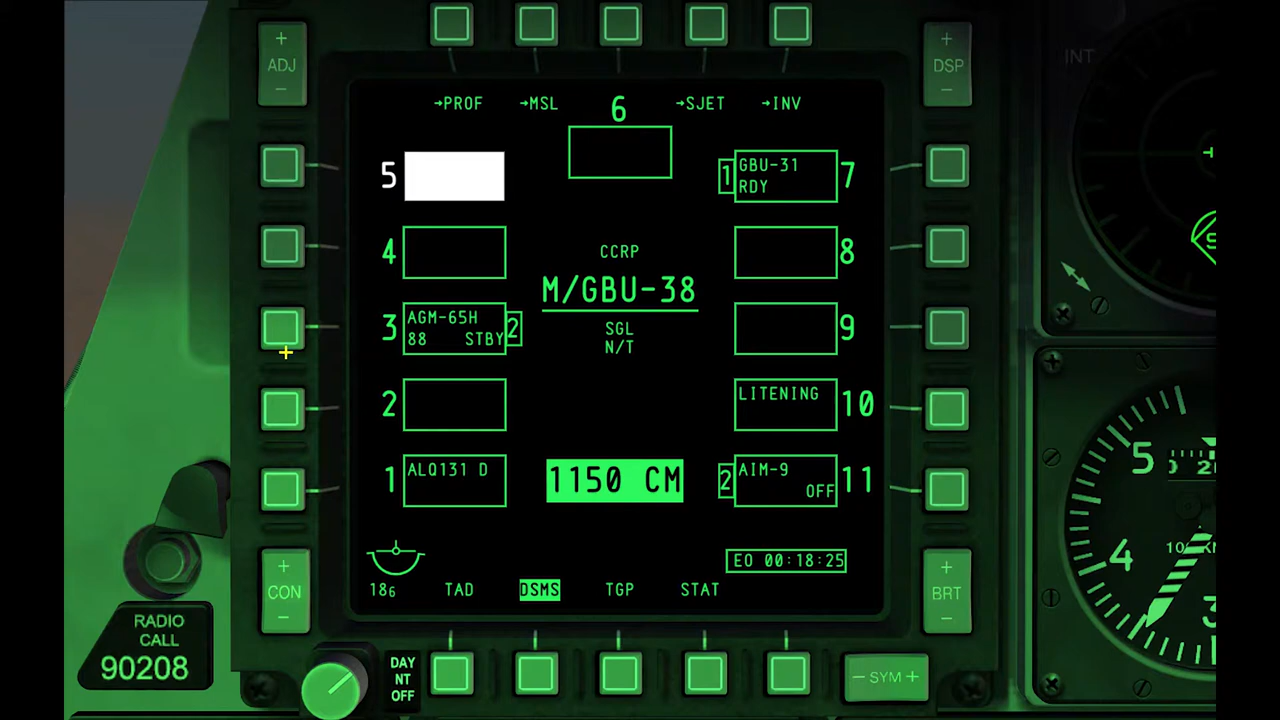 ADJ
DSP
INT
→PROF →MSL 6 →SJET →INV
5
1 GBU-31
RDY
7
4
CCRP
8
M/GBU-38
3 AGM-65H
88 STBY 2
SGL
N/T
9
2
LITENING
10
1 ALQ131 D
1150 CM
2 AIM-9
OFF
11
EO 00:18:25
186 TAD DSMS TGP STAT
CON
BRT
RADIO
CALL
90208
DAY
NT
OFF
- SYM +
5
4
3